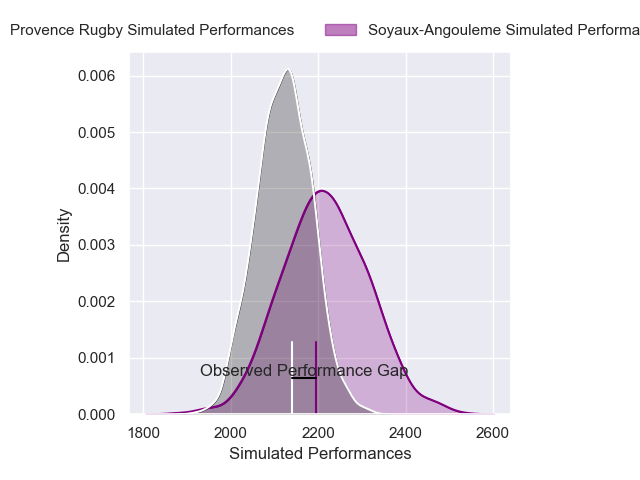 Provence Rugby Simulated Performances
Soyaux-Angouleme Simulated Performa
0.006
0.005
0.004
0.003
0.002
0.001
0.000
Density
Observed Performance Gap
1800 2000 2200 2400 2600
Simulated Performances